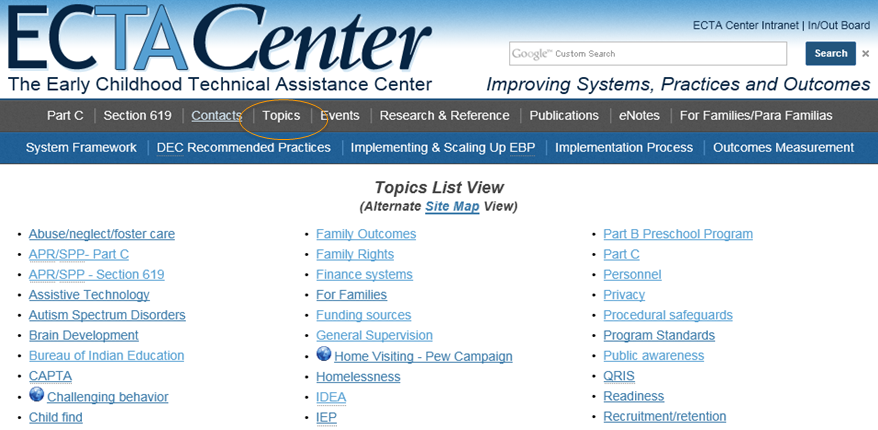 ECTACenter
The Early Childhood Technical Assistance Center
ECTA Center Intranet | In/Out Board
Google™ Custom Search
Search ×
Improving Systems, Practices and Outcomes
Part C | Section 619 | Contacts | Topics | Events | Research & Reference | Publications | eNotes | For Families/Para Familias
System Framework | DEC Recommended Practices | Implementing & Scaling Up EBP | Implementation Process | Outcomes Measurement
Topics List View
(Alternate Site Map View)
• Abuse/neglect/foster care
• APR/SPP- Part C
• APR/SPP - Section 619
• Assistive Technology
• Autism Spectrum Disorders
• Brain Development
• Bureau of Indian Education
• CAPTA
• Challenging behavior
• Child find
• Family Outcomes
• Family Rights
• Finance systems
• For Families
• Funding sources
• General Supervision
• Home Visiting - Pew Campaign
• Homelessness
• IDEA
• IEP
• Part B Preschool Program
• Part C
• Personnel
• Privacy
• Procedural safeguards
• Program Standards
• Public awareness
• QRIS
• Readiness
• Recruitment/retention